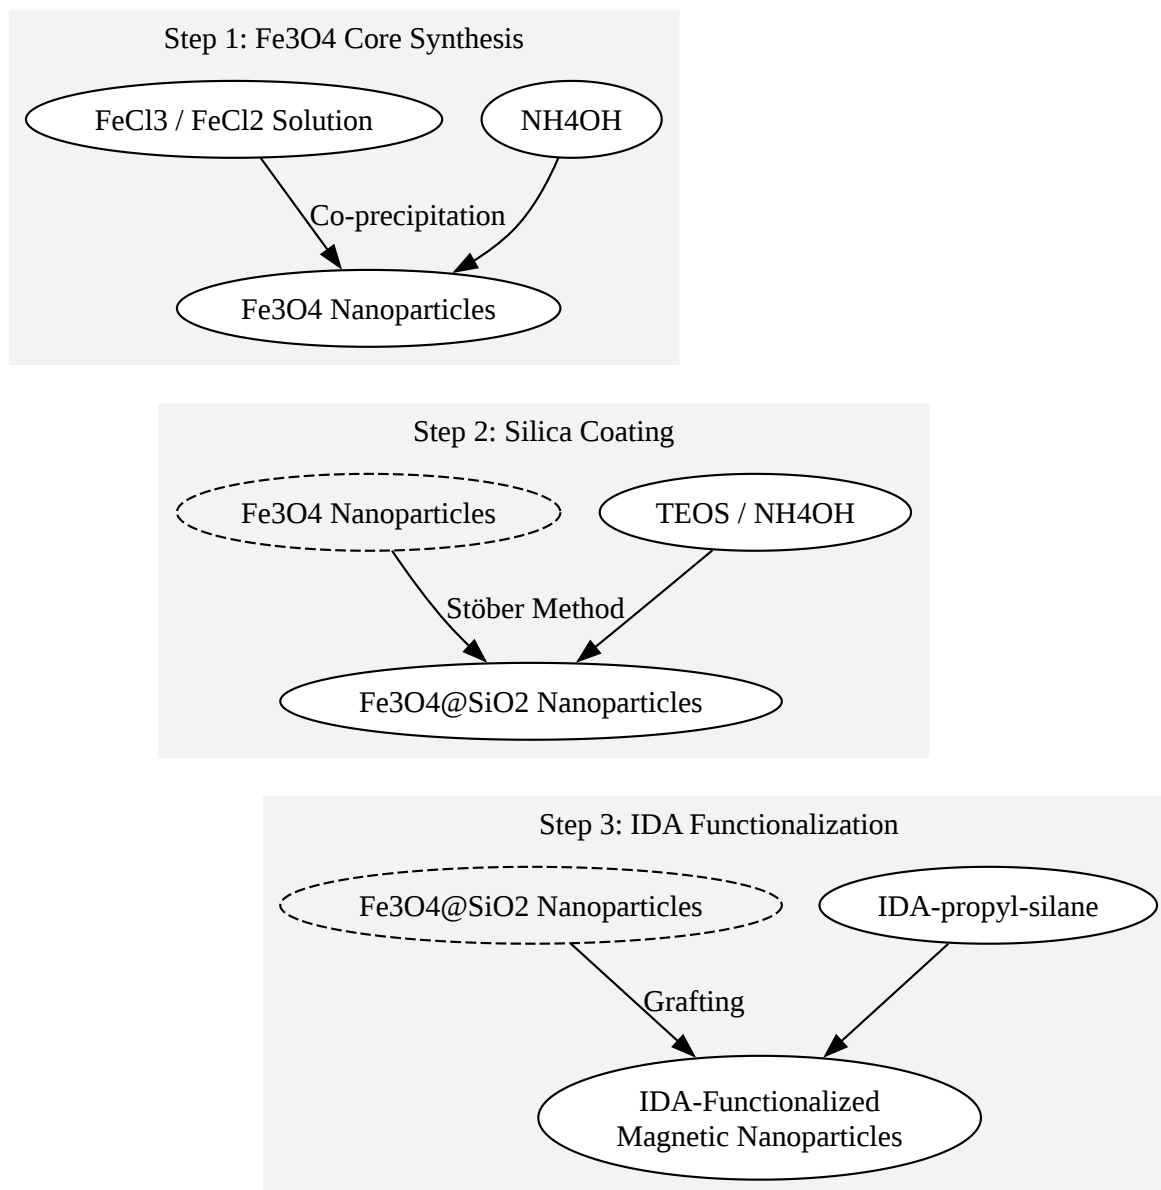 Step 1: Fe3O4 Core Synthesis
FeCl3 / FeCl2 Solution
NH4OH
Co-precipitation
Fe3O4 Nanoparticles
Step 2: Silica Coating
Fe3O4 Nanoparticles
TEOS / NH4OH
Stöber Method
Fe3O4@SiO2 Nanoparticles
Step 3: IDA Functionalization
Fe3O4@SiO2 Nanoparticles
IDA-propyl-silane
Grafting
IDA-Functionalized
Magnetic Nanoparticles